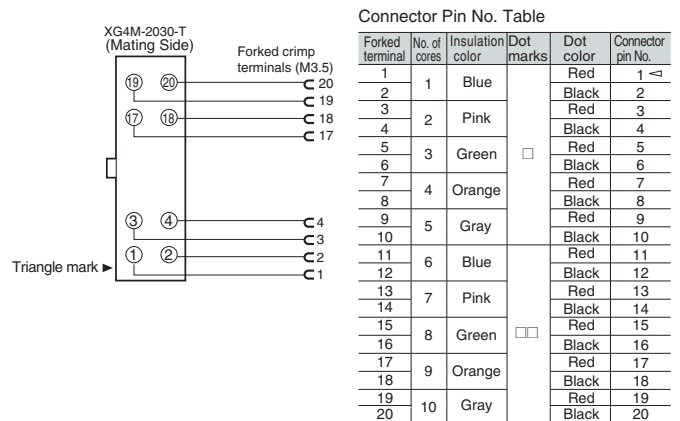 XG4M-2030-T
(Mating Side)
Forked crimp
terminals (M3.5)
19 20 20
19
17 18 18
17
3 4 4
3
1 2 2
1
Triangle mark ►
Connector Pin No. Table
Forked terminal No. of cores Insulation color Dot marks Dot color Connector pin No.
1 1 Blue □ Red 1 ◅
2 Black 2
3 2 Pink Red 3
4 Black 4
5 3 Green Red 5
6 Black 6
7 4 Orange Red 7
8 Black 8
9 5 Gray Red 9
10 Black 10
11 6 Blue □□ Red 11
12 Black 12
13 7 Pink Red 13
14 Black 14
15 8 Green Red 15
16 Black 16
17 9 Orange Red 17
18 Black 18
19 10 Gray Red 19
20 Black 20